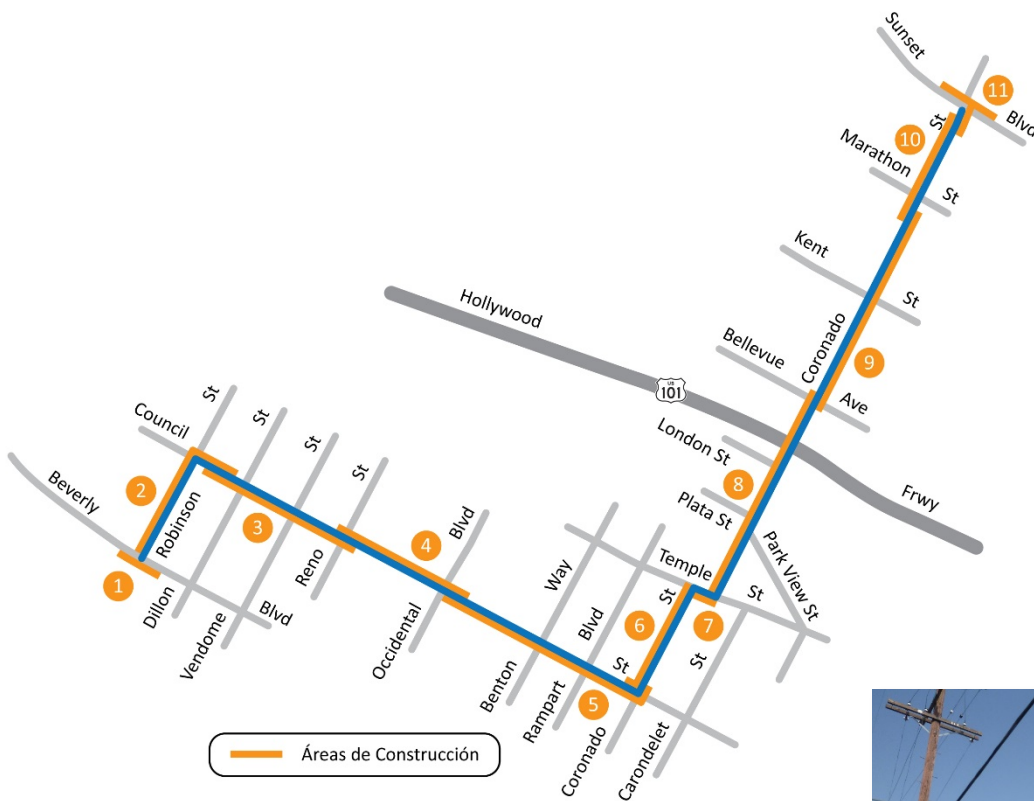 Sunset
Blvd
11
St
10
Marathon
St
Kent
St
Hollywood
US
101
Coronado
Bellevue
Ave
9
London St
8
Plata St
Frwy
Park View St
Council
St
St
St
St
Beverly
2
Robinson
3
Reno
4
Blvd
1
Dillon
Vendome
Blvd
Occidental
Way
Temple
St
Blvd
St
6
7
St
St
Benton
Rampart
5
Coronado
Carondelet
Áreas de Construcción